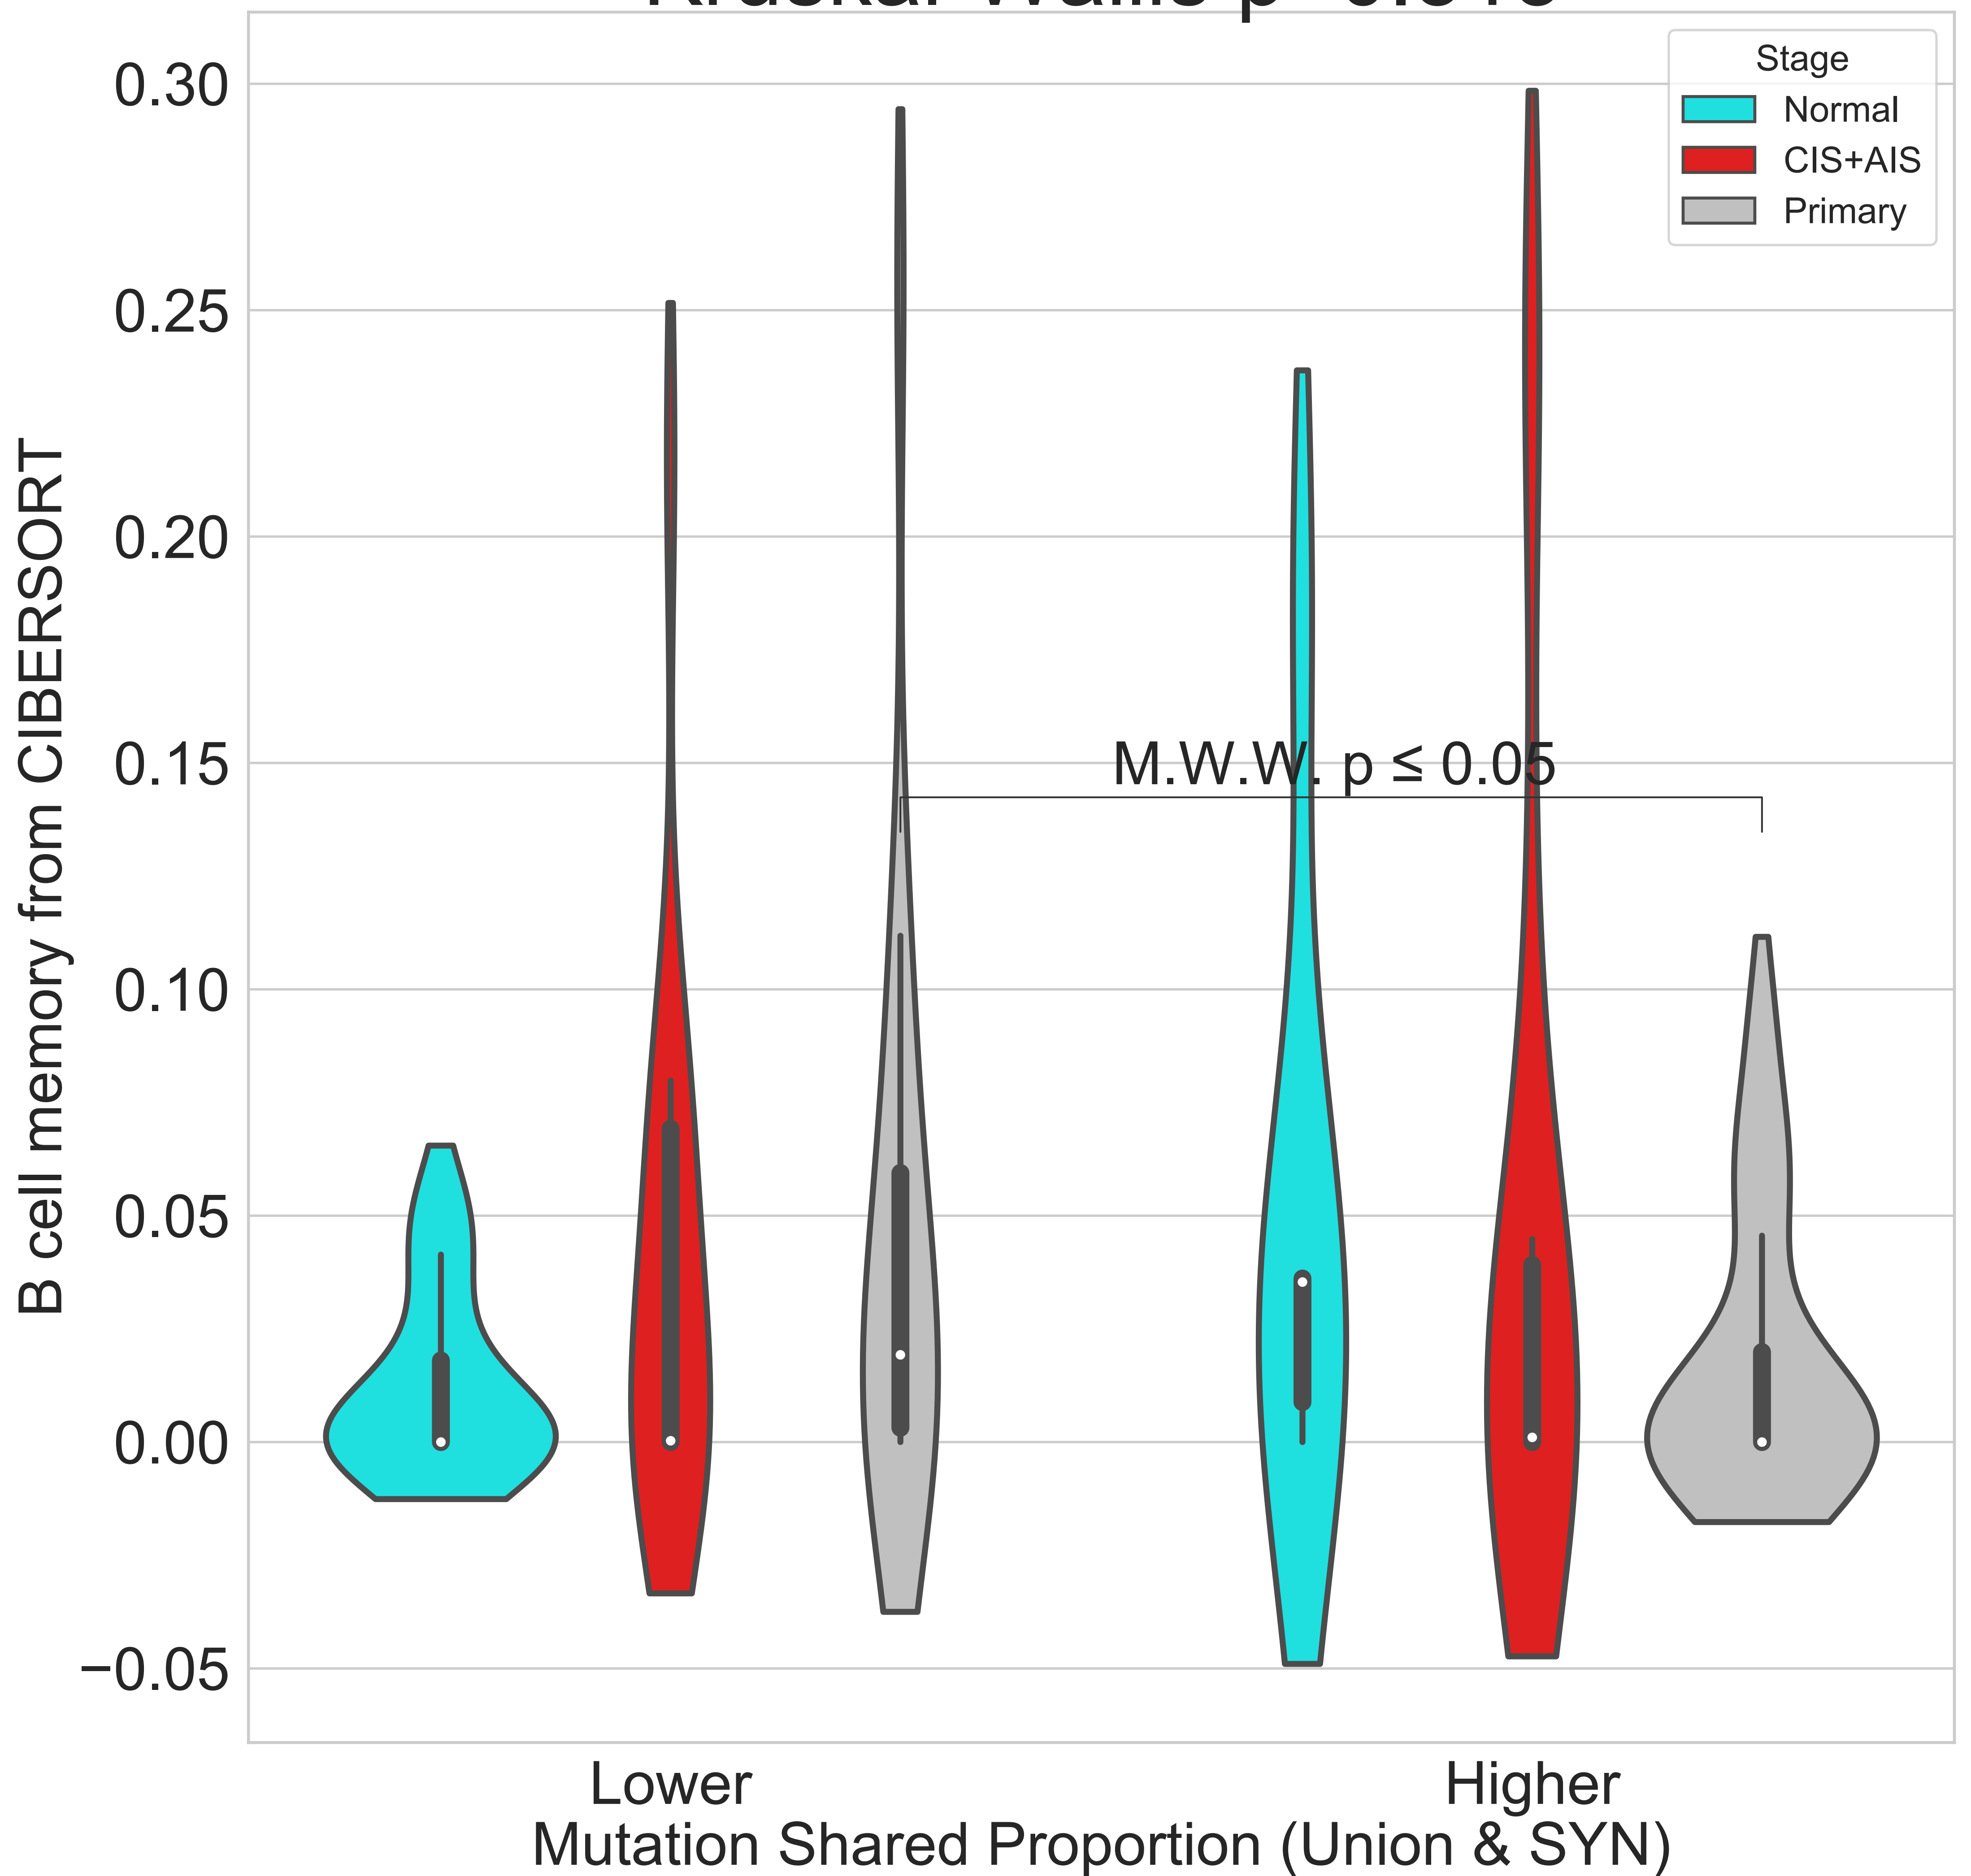 Stage
Normal
CIS+AIS
Primary
0.30
0.25
0.20
0.15
0.10
0.05
0.00
−0.05
B cell memory from CIBERSORT
M.W.W. p ≤ 0.05
Lower
Higher
Mutation Shared Proportion (Union & SYN)